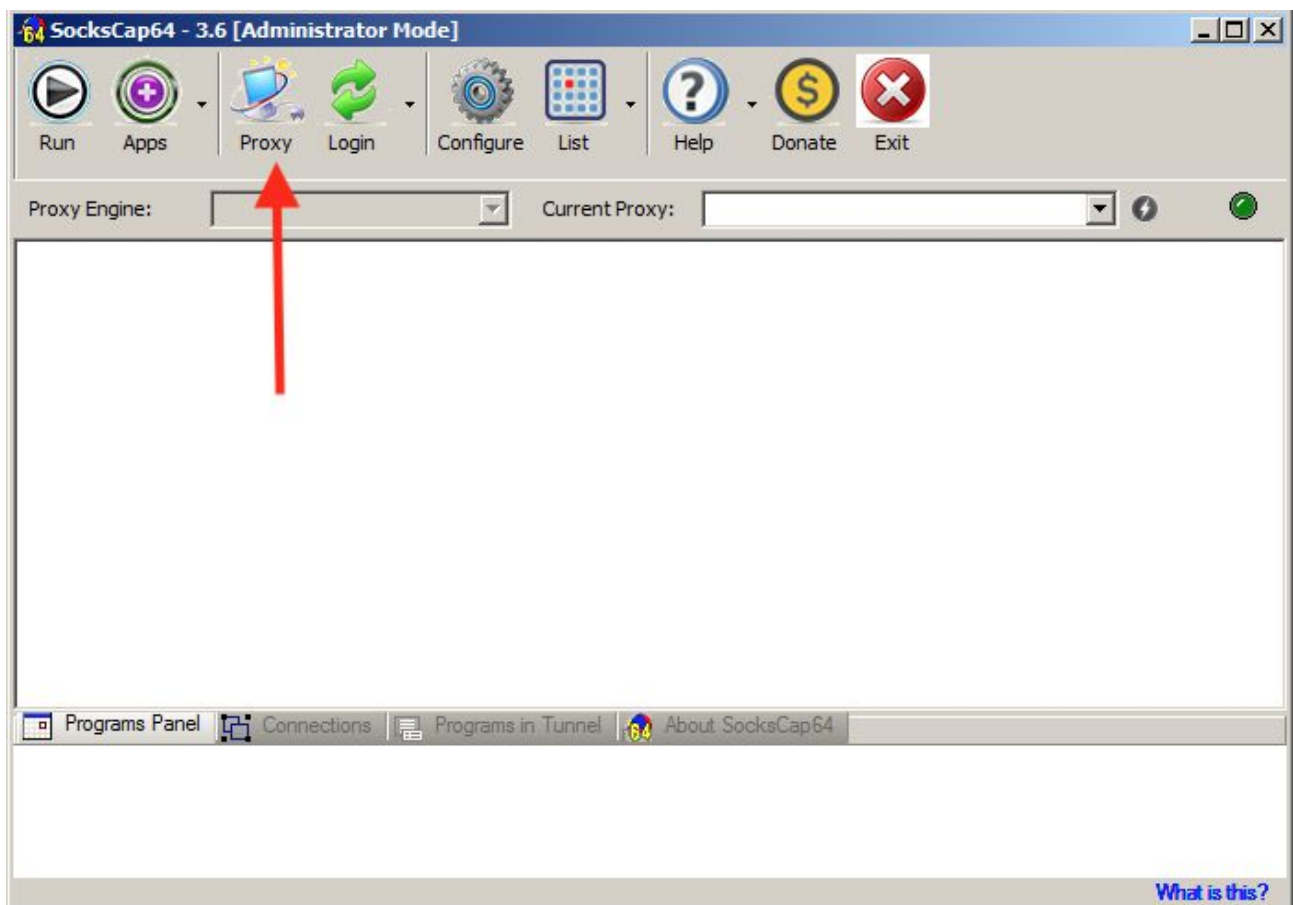 SocksCap64 - 3.6 [Administrator Mode]
Run Apps Proxy Login Configure List Help Donate Exit
Proxy Engine: Current Proxy:
Programs Panel Connections Programs in Tunnel About SocksCap64
What is this?